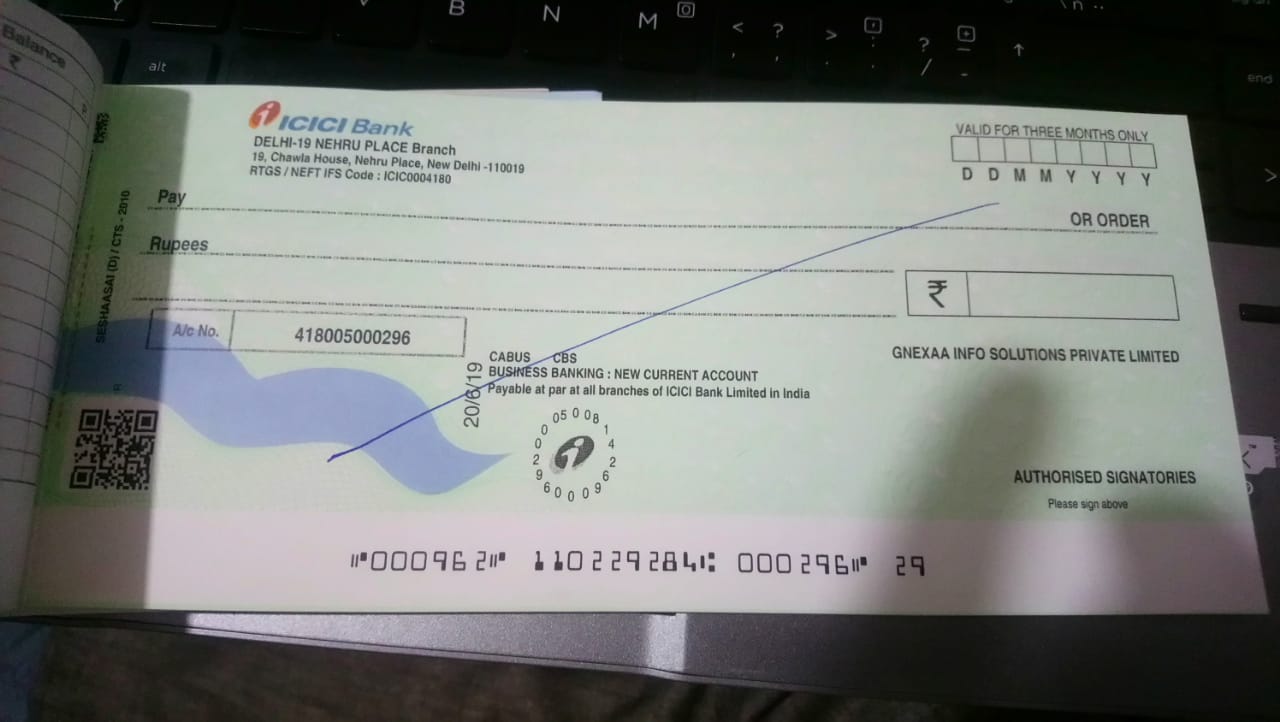 Y
B
N
M
O
<
,
?
,
>
.
?
/
\n
alt
end
Balance
₹
ICICI Bank
DELHI-19 NEHRU PLACE Branch
19, Chawla House, Nehru Place, New Delhi -110019
RTGS / NEFT IFS Code : ICIC0004180
VALID FOR THREE MONTHS ONLY
D D M M Y Y Y Y
Pay
OR ORDER
Rupees
₹
A/c No. 418005000296
GNEXAA INFO SOLUTIONS PRIVATE LIMITED
CABUS CBS
BUSINESS BANKING : NEW CURRENT ACCOUNT
Payable at par at all branches of ICICI Bank Limited in India
20/6/19
SESHAASAI (D) / CTS - 2010
AUTHORISED SIGNATORIES
Please sign above
⑈000962⑈ 110229284⑆ 000296⑈ 29